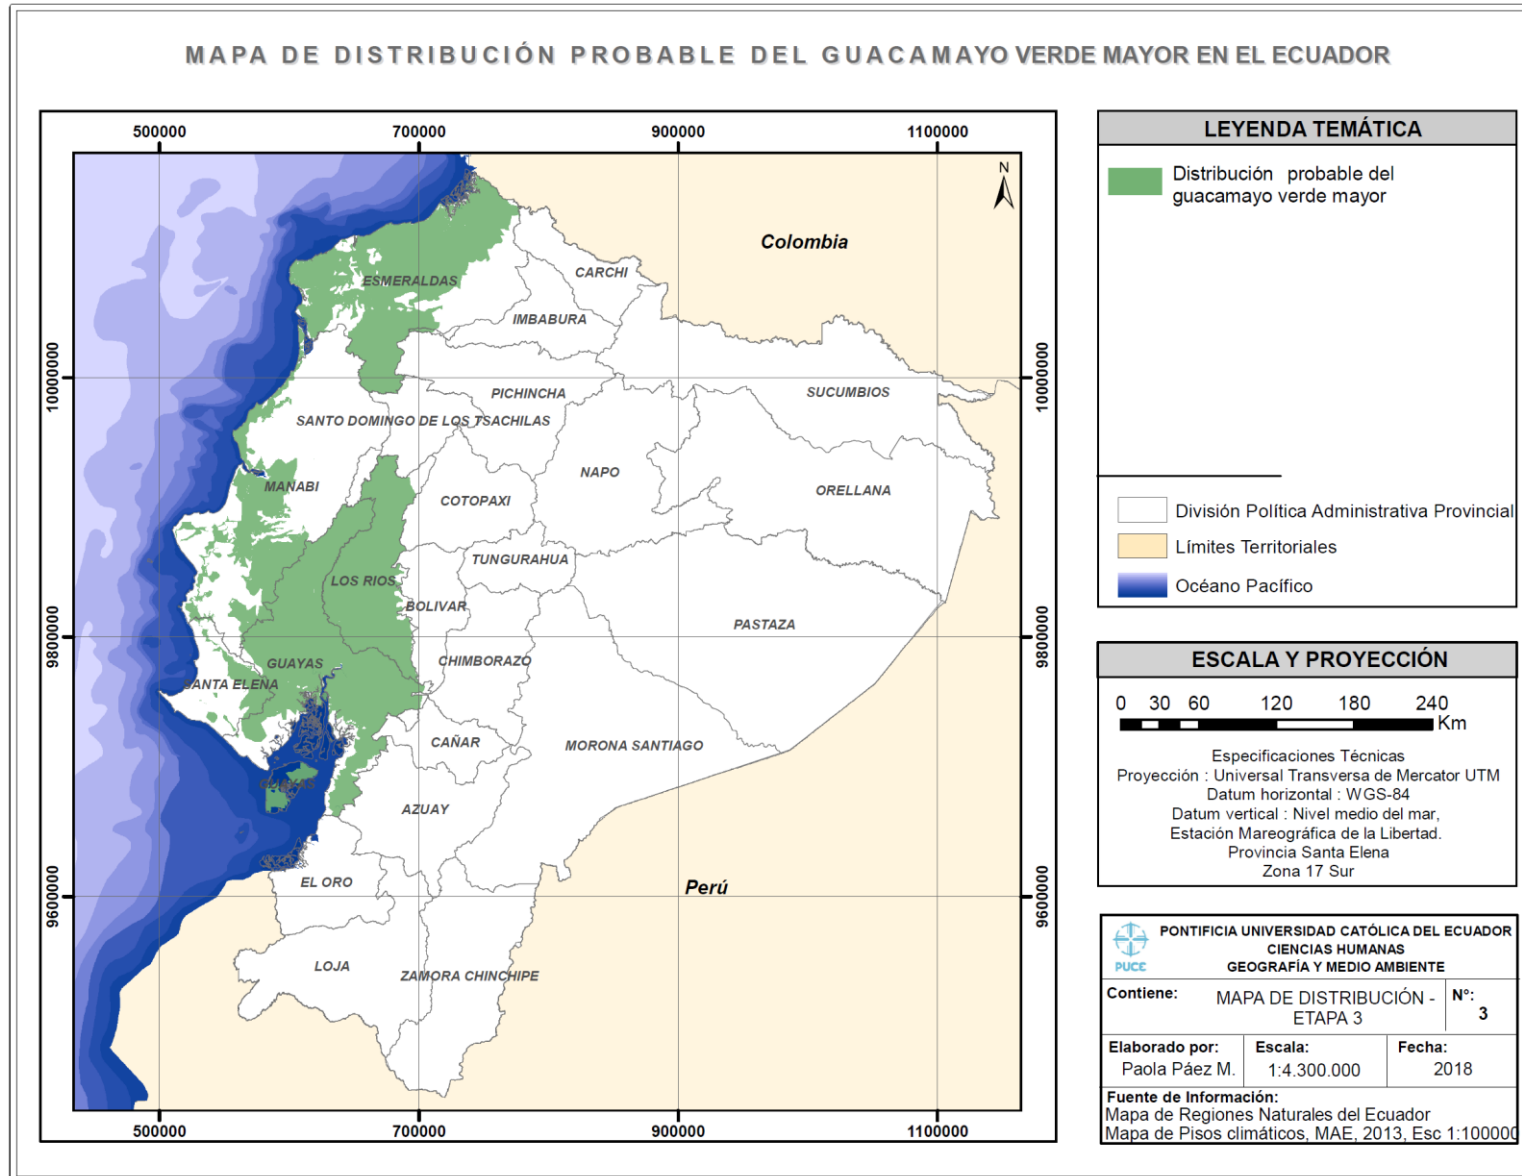 MAPA DE DISTRIBUCIÓN PROBABLE DEL GUACAMAYO VERDE MAYOR EN EL ECUADOR
500000 700000 900000 1100000
N
Colombia
CARCHI
ESMERALDAS
IMBABURA
10000000 10000000
PICHINCHA
SUCUMBIOS
SANTO DOMINGO DE LOS TSACHILAS
NAPO
MANABI
COTOPAXI
ORELLANA
TUNGURAHUA
LOS RIOS
BOLIVAR
PASTAZA
9800000 9800000
CHIMBORAZO
GUAYAS
SANTA ELENA
CAÑAR
MORONA SANTIAGO
GUAYAS
AZUAY
EL ORO
Perú
9600000 9600000
LOJA
ZAMORA CHINCHIPE
500000 700000 900000 1100000
LEYENDA TEMÁTICA
Distribución probable del
guacamayo verde mayor
División Política Administrativa Provincial
Límites Territoriales
Océano Pacífico
ESCALA Y PROYECCIÓN
0 30 60 120 180 240
Km
Especificaciones Técnicas
Proyección : Universal Transversa de Mercator UTM
Datum horizontal : WGS-84
Datum vertical : Nivel medio del mar,
Estación Mareográfica de la Libertad.
Provincia Santa Elena
Zona 17 Sur
PUCE
PONTIFICIA UNIVERSIDAD CATÓLICA DEL ECUADOR
CIENCIAS HUMANAS
GEOGRAFÍA Y MEDIO AMBIENTE
Contiene: MAPA DE DISTRIBUCIÓN - N°:
ETAPA 3 3
Elaborado por: Escala: Fecha:
Paola Páez M. 1:4.300.000 2018
Fuente de Información:
Mapa de Regiones Naturales del Ecuador
Mapa de Pisos climáticos, MAE, 2013, Esc 1:100000